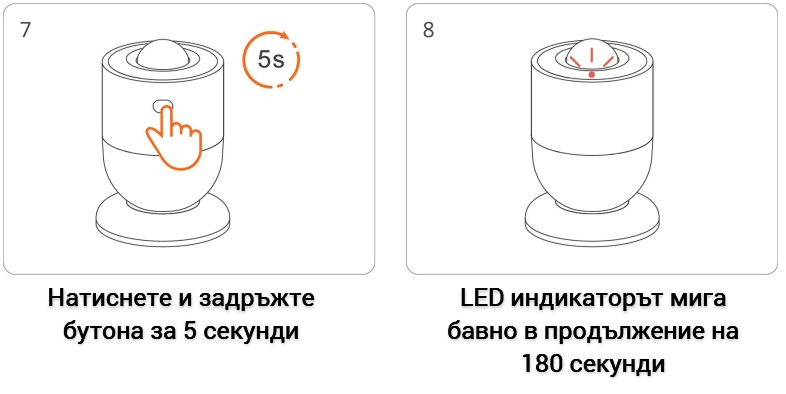 7
5s
Натиснете и задръжте
бутона за 5 секунди
8
LED индикаторът мига
бавно в продължение на
180 секунди